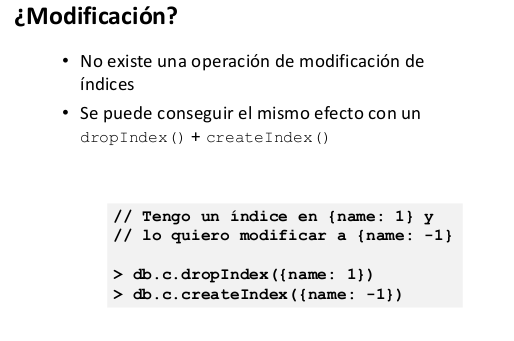 ¿Modificación?
• No existe una operación de modificación de
índices
• Se puede conseguir el mismo efecto con un
dropIndex() + createIndex()
// Tengo un índice en {name: 1} y
// lo quiero modificar a {name: -1}
> db.c.dropIndex({name: 1})
> db.c.createIndex({name: -1})